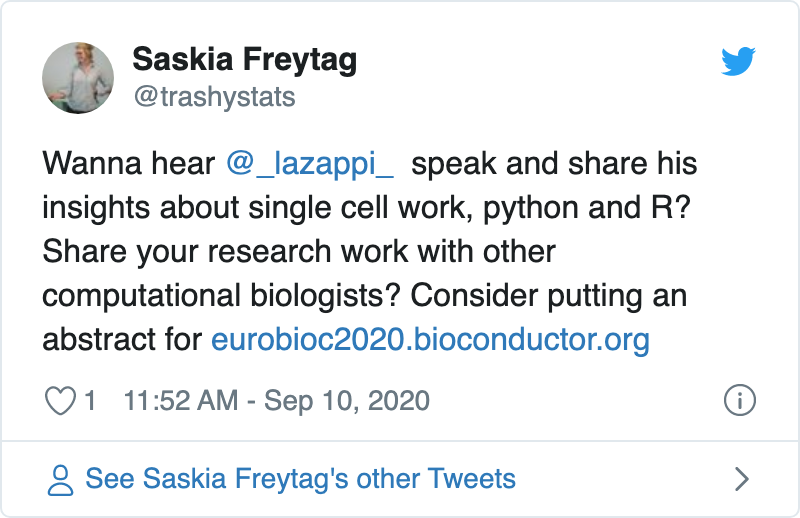 Saskia Freytag
@trashystats
Wanna hear @_lazappi_ speak and share his
insights about single cell work, python and R?
Share your research work with other
computational biologists? Consider putting an
abstract for eurobioc2020.bioconductor.org
1 11:52 AM - Sep 10, 2020
See Saskia Freytag's other Tweets